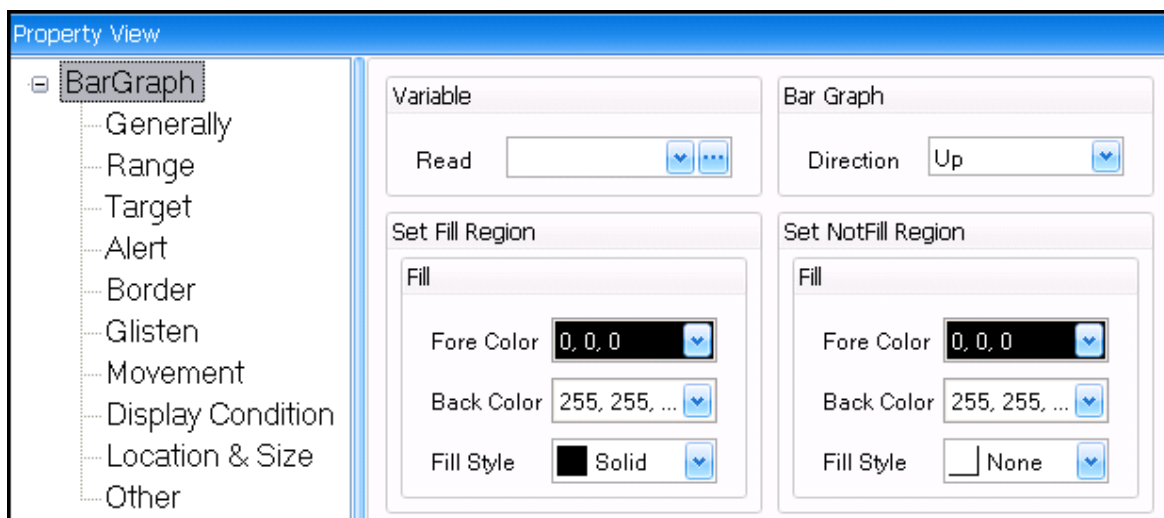 Property View
BarGraph
Generally
Range
Target
Alert
Border
Glisten
Movement
Display Condition
Location & Size
Other
Variable
Read
Bar Graph
Direction Up
Set Fill Region
Fill
Fore Color 0, 0, 0
Back Color 255, 255, ...
Fill Style Solid
Set NotFill Region
Fill
Fore Color 0, 0, 0
Back Color 255, 255, ...
Fill Style None